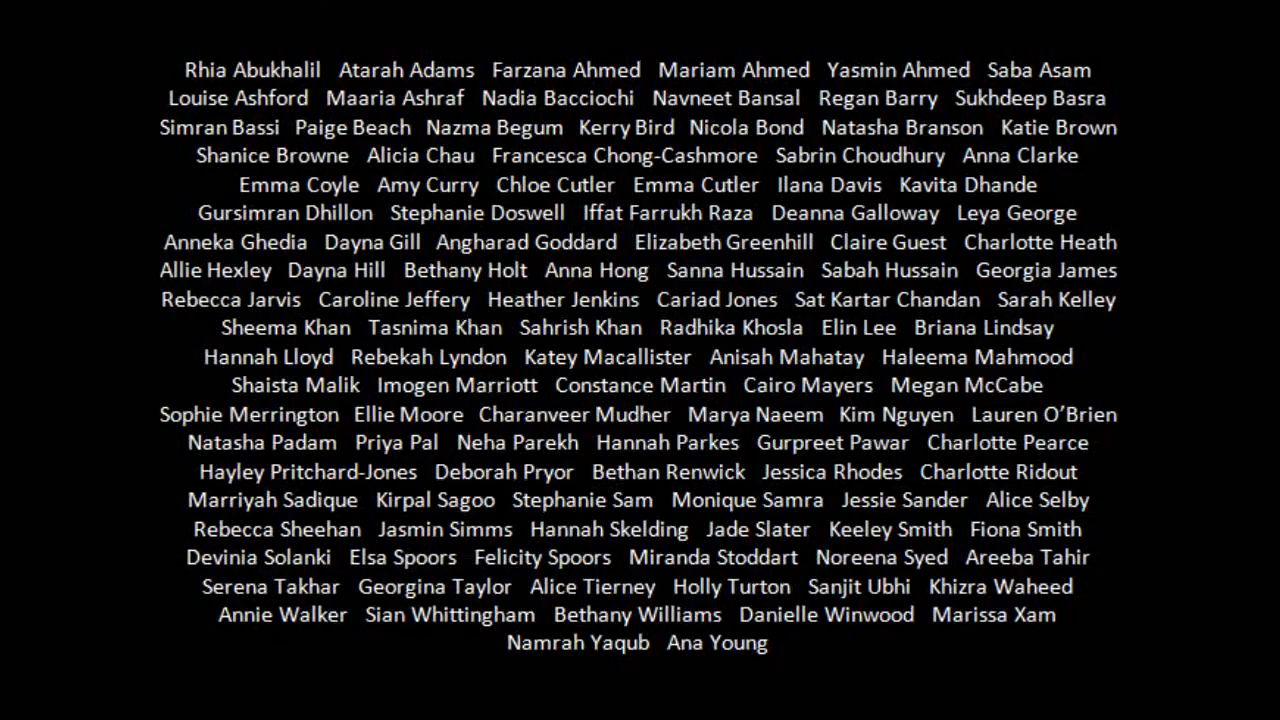 Rhia Abukhalil Atarah Adams Farzana Ahmed Mariam Ahmed Yasmin Ahmed Saba Asam
Louise Ashford Maaria Ashraf Nadia Bacciochi Navneet Bansal Regan Barry Sukhdeep Basra
Simran Bassi Paige Beach Nazma Begum Kerry Bird Nicola Bond Natasha Branson Katie Brown
Shanice Browne Alicia Chau Francesca Chong-Cashmore Sabrin Choudhury Anna Clarke
Emma Coyle Amy Curry Chloe Cutler Emma Cutler Ilana Davis Kavita Dhande
Gursimran Dhillon Stephanie Doswell Iffat Farrukh Raza Deanna Galloway Leya George
Anneka Ghedia Dayna Gill Angharad Goddard Elizabeth Greenhill Claire Guest Charlotte Heath
Allie Hexley Dayna Hill Bethany Holt Anna Hong Sanna Hussain Sabah Hussain Georgia James
Rebecca Jarvis Caroline Jeffery Heather Jenkins Cariad Jones Sat Kartar Chandan Sarah Kelley
Sheema Khan Tasnima Khan Sahrish Khan Radhika Khosla Elin Lee Briana Lindsay
Hannah Lloyd Rebekah Lyndon Katey Macallister Anisah Mahatay Haleema Mahmood
Shaista Malik Imogen Marriott Constance Martin Cairo Mayers Megan McCabe
Sophie Merrington Ellie Moore Charanveer Mudher Marya Naeem Kim Nguyen Lauren O’Brien
Natasha Padam Priya Pal Neha Parekh Hannah Parkes Gurpreet Pawar Charlotte Pearce
Hayley Pritchard-Jones Deborah Pryor Bethan Renwick Jessica Rhodes Charlotte Ridout
Marriyah Sadique Kirpal Sagoo Stephanie Sam Monique Samra Jessie Sander Alice Selby
Rebecca Sheehan Jasmin Simms Hannah Skelding Jade Slater Keeley Smith Fiona Smith
Devinia Solanki Elsa Spoors Felicity Spoors Miranda Stoddart Noreena Syed Areeba Tahir
Serena Takhar Georgina Taylor Alice Tierney Holly Turton Sanjit Ubhi Khizra Waheed
Annie Walker Sian Whittingham Bethany Williams Danielle Winwood Marissa Xam
Namrah Yaqub Ana Young